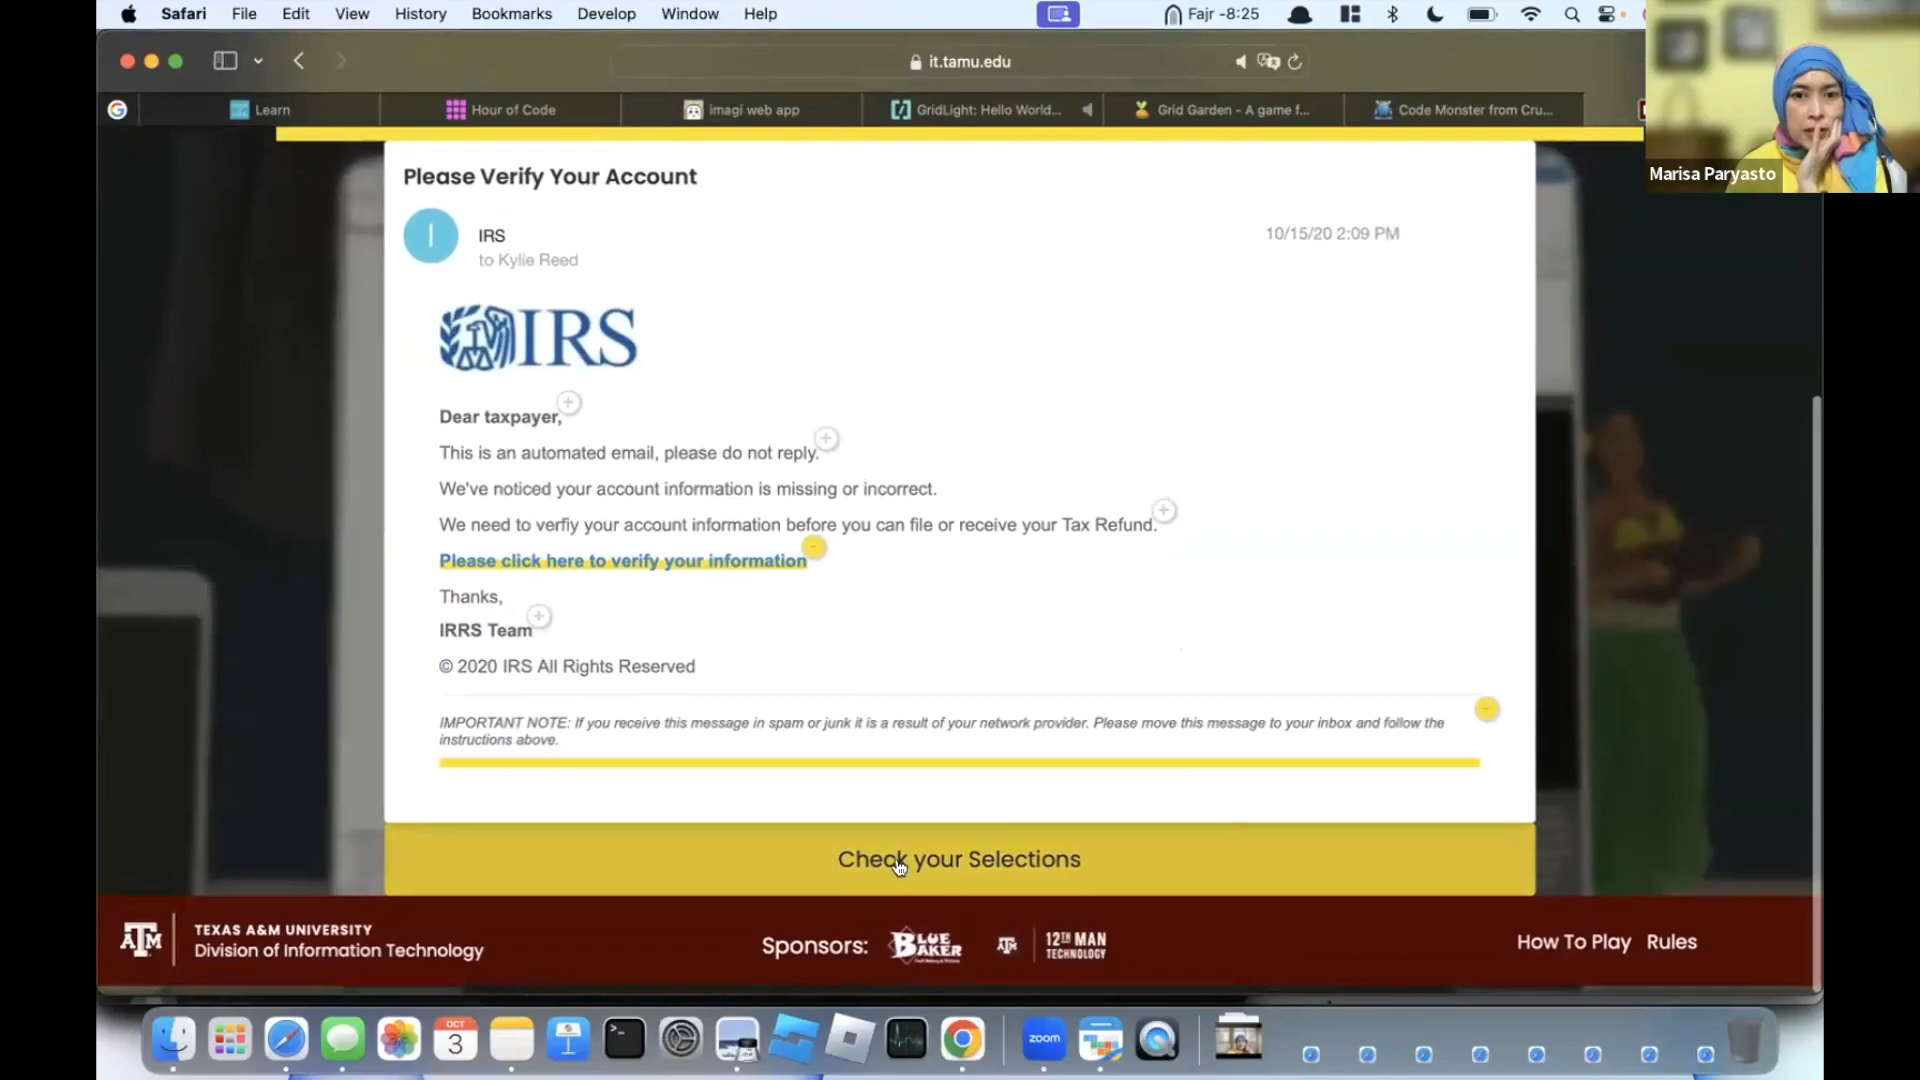 Safari File Edit View History Bookmarks Develop Window Help Fajr -8:25
it.tamu.edu
Learn Hour of Code imagi web app GridLight: Hello World... Grid Garden - A game f... Code Monster from Cru...
Marisa Paryasto
Please Verify Your Account
I
IRS 10/15/20 2:09 PM
to Kylie Reed
IRS
Dear taxpayer,
This is an automated email, please do not reply.
We've noticed your account information is missing or incorrect.
We need to verfiy your account information before you can file or receive your Tax Refund.
Please click here to verify your information
Thanks,
IRRS Team
© 2020 IRS All Rights Reserved
IMPORTANT NOTE: If you receive this message in spam or junk it is a result of your network provider. Please move this message to your inbox and follow the
instructions above.
Check your Selections
ATM TEXAS A&M UNIVERSITY
Division of Information Technology
Sponsors: BLUE BAKER ATM 12TH MAN TECHNOLOGY
How To Play Rules
OCT
3
zoom